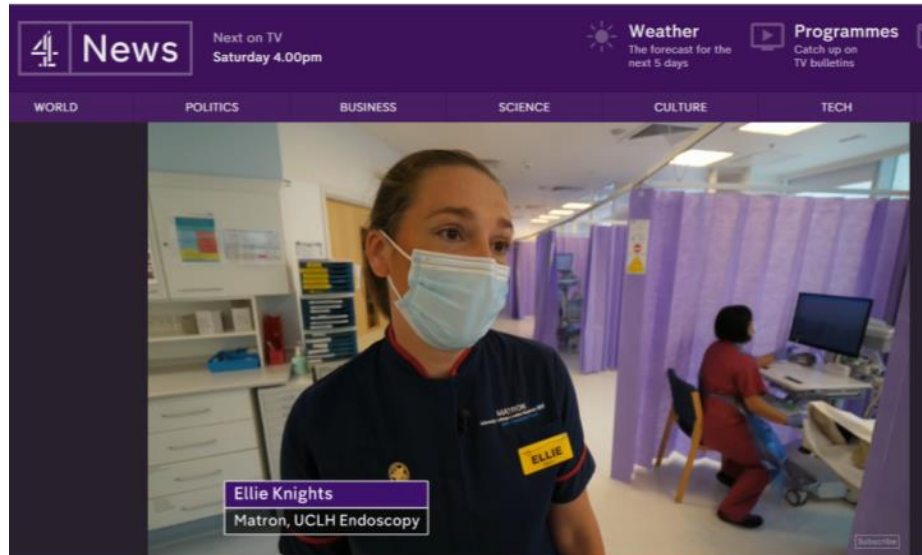 4 News
Next on TV
Saturday 4.00pm
Weather
The forecast for the
next 5 days
Programmes
Catch up on
TV bulletins
WORLD
POLITICS
BUSINESS
SCIENCE
CULTURE
TECH
MATRON
ELLIE
Ellie Knights
Matron, UCLH Endoscopy
Subscribe